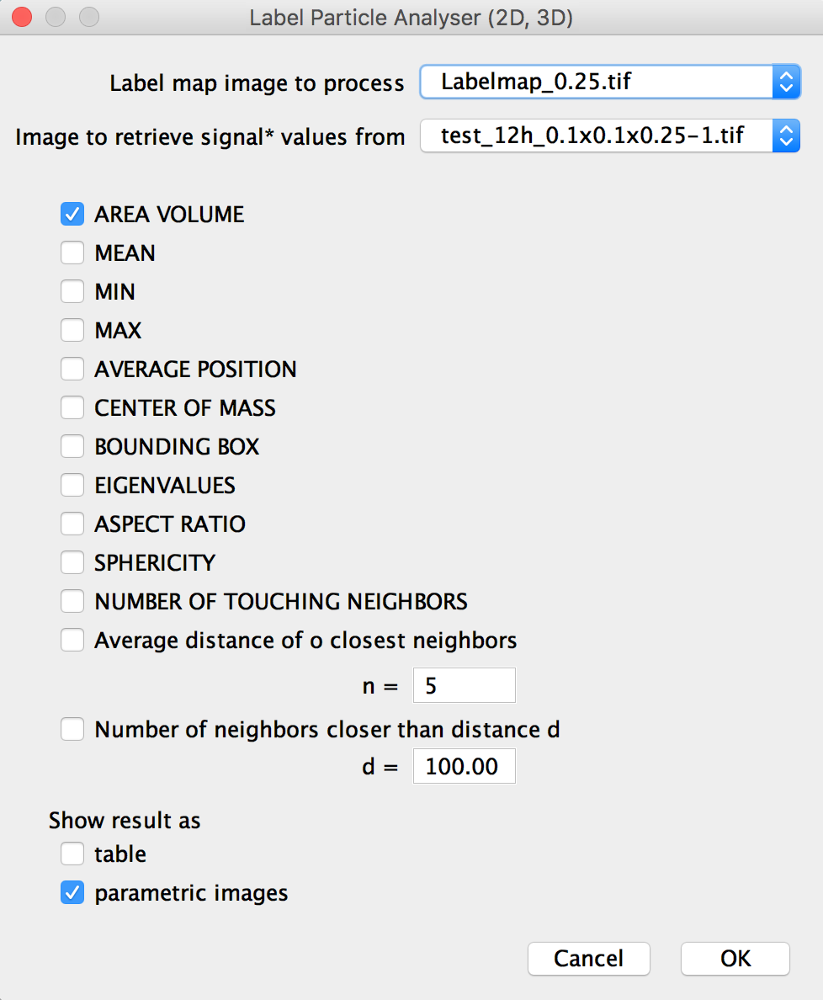 Label Particle Analyser (2D, 3D)
Label map image to process Labelmap_0.25.tif
Image to retrieve signal* values from test_12h_0.1x0.1x0.25-1.tif
AREA VOLUME
MEAN
MIN
MAX
AVERAGE POSITION
CENTER OF MASS
BOUNDING BOX
EIGENVALUES
ASPECT RATIO
SPHERICITY
NUMBER OF TOUCHING NEIGHBORS
Average distance of o closest neighbors
n = 5
Number of neighbors closer than distance d
d = 100.00
Show result as
table
parametric images
Cancel OK